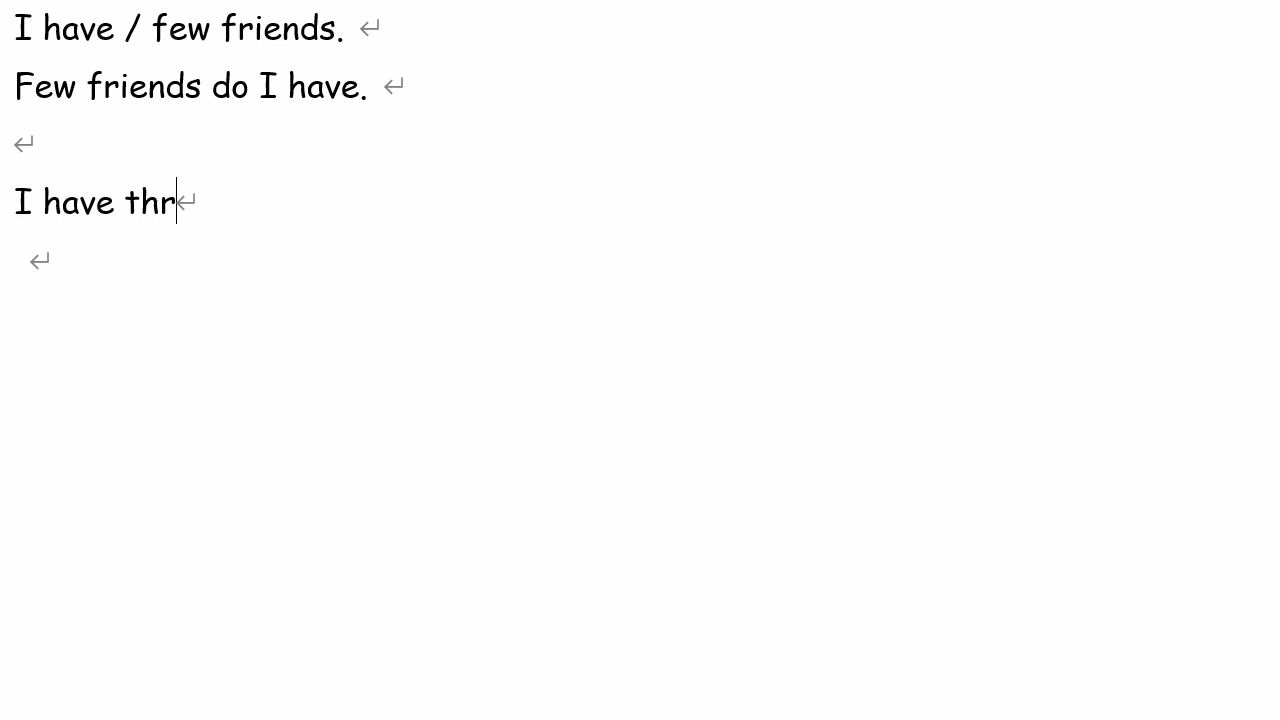 I have / few friends.
Few friends do I have.
I have thr